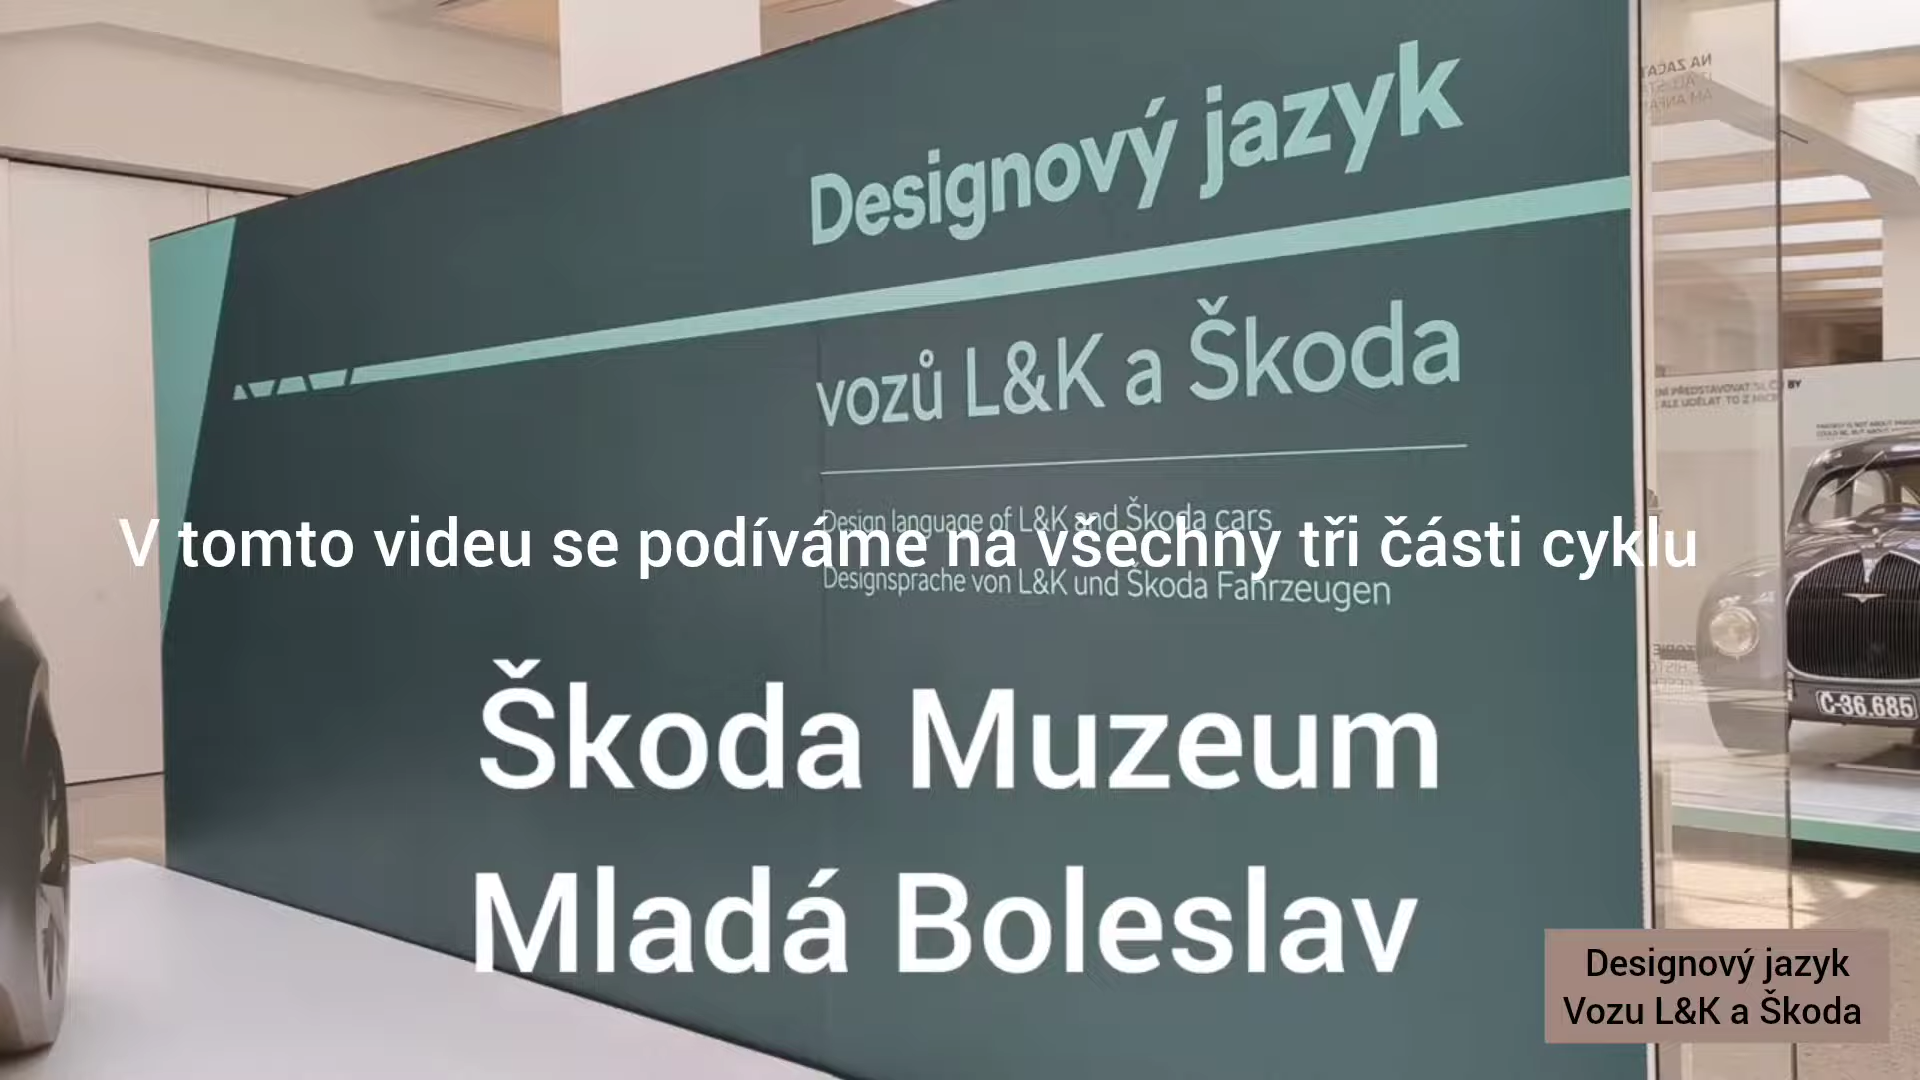 Designový jazyk
vozů L&K a Škoda
Design language of L&K and Škoda cars
V tomto videu se podíváme na všechny tři části cyklu
Designsprache von L&K und Škoda Fahrzeugen
Škoda Muzeum
Mladá Boleslav
Č-36.685
Designový jazyk
Vozu L&K a Škoda